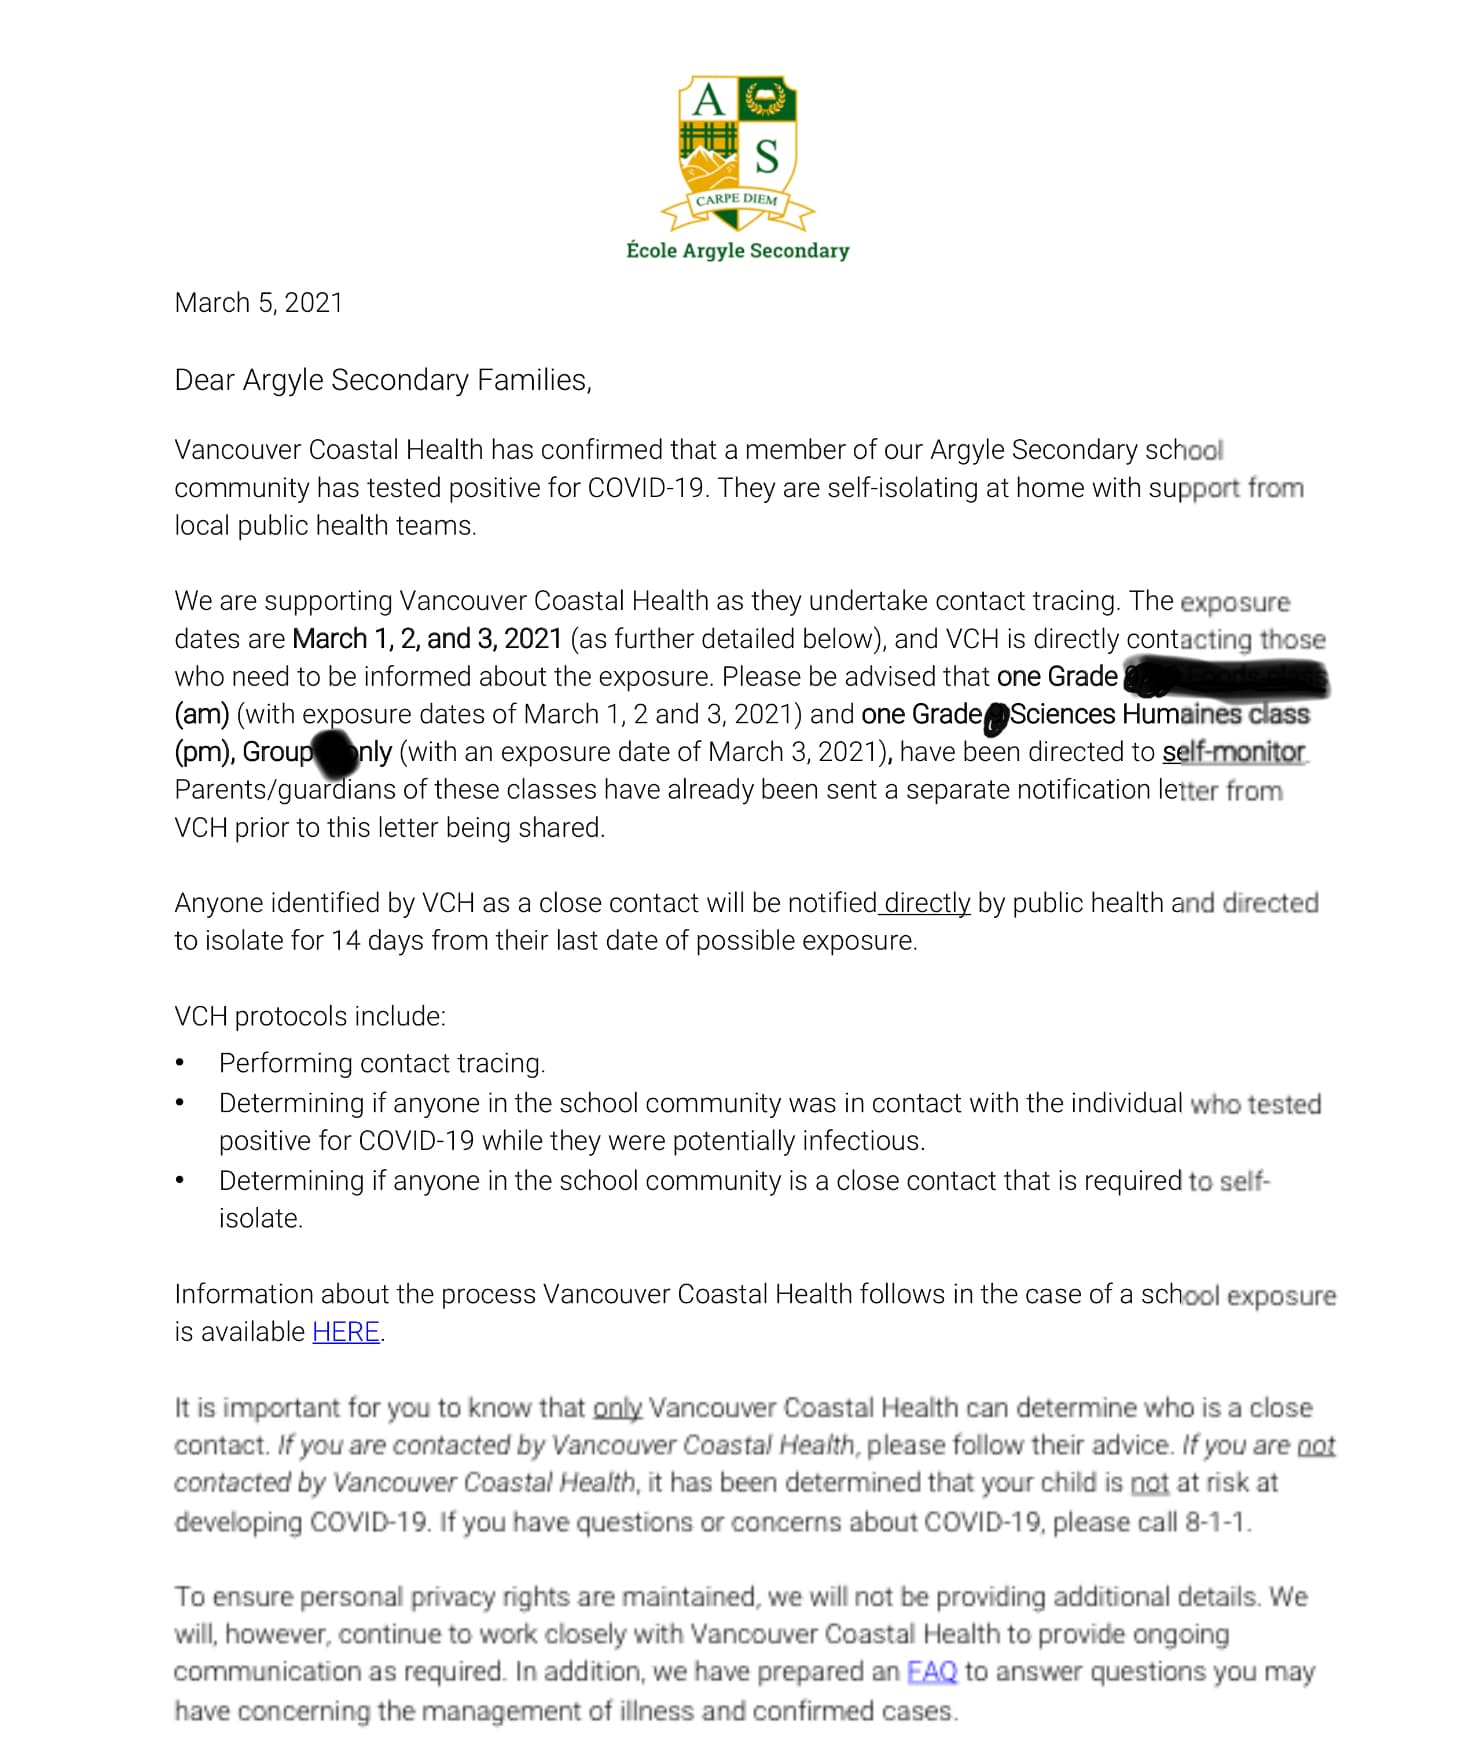 A
S
CARPE DIEM
École Argyle Secondary
March 5, 2021
Dear Argyle Secondary Families,
Vancouver Coastal Health has confirmed that a member of our Argyle Secondary school
community has tested positive for COVID-19. They are self-isolating at home with support from
local public health teams.
We are supporting Vancouver Coastal Health as they undertake contact tracing. The exposure
dates are March 1, 2, and 3, 2021 (as further detailed below), and VCH is directly contacting those
who need to be informed about the exposure. Please be advised that one Grade
(am) (with exposure dates of March 1, 2 and 3, 2021) and one Grade Sciences Humaines class
(pm), Group nly (with an exposure date of March 3, 2021), have been directed to self-monitor
Parents/guardians of these classes have already been sent a separate notification letter from
VCH prior to this letter being shared.
Anyone identified by VCH as a close contact will be notified directly by public health and directed
to isolate for 14 days from their last date of possible exposure.
VCH protocols include:
• Performing contact tracing.
• Determining if anyone in the school community was in contact with the individual who tested
positive for COVID-19 while they were potentially infectious.
• Determining if anyone in the school community is a close contact that is required to self-
isolate.
Information about the process Vancouver Coastal Health follows in the case of a school exposure
is available HERE.
It is important for you to know that only Vancouver Coastal Health can determine who is a close
contact. If you are contacted by Vancouver Coastal Health, please follow their advice. If you are not
contacted by Vancouver Coastal Health, it has been determined that your child is not at risk at
developing COVID-19. If you have questions or concerns about COVID-19, please call 8-1-1.
To ensure personal privacy rights are maintained, we will not be providing additional details. We
will, however, continue to work closely with Vancouver Coastal Health to provide ongoing
communication as required. In addition, we have prepared an FAQ to answer questions you may
have concerning the management of illness and confirmed cases.